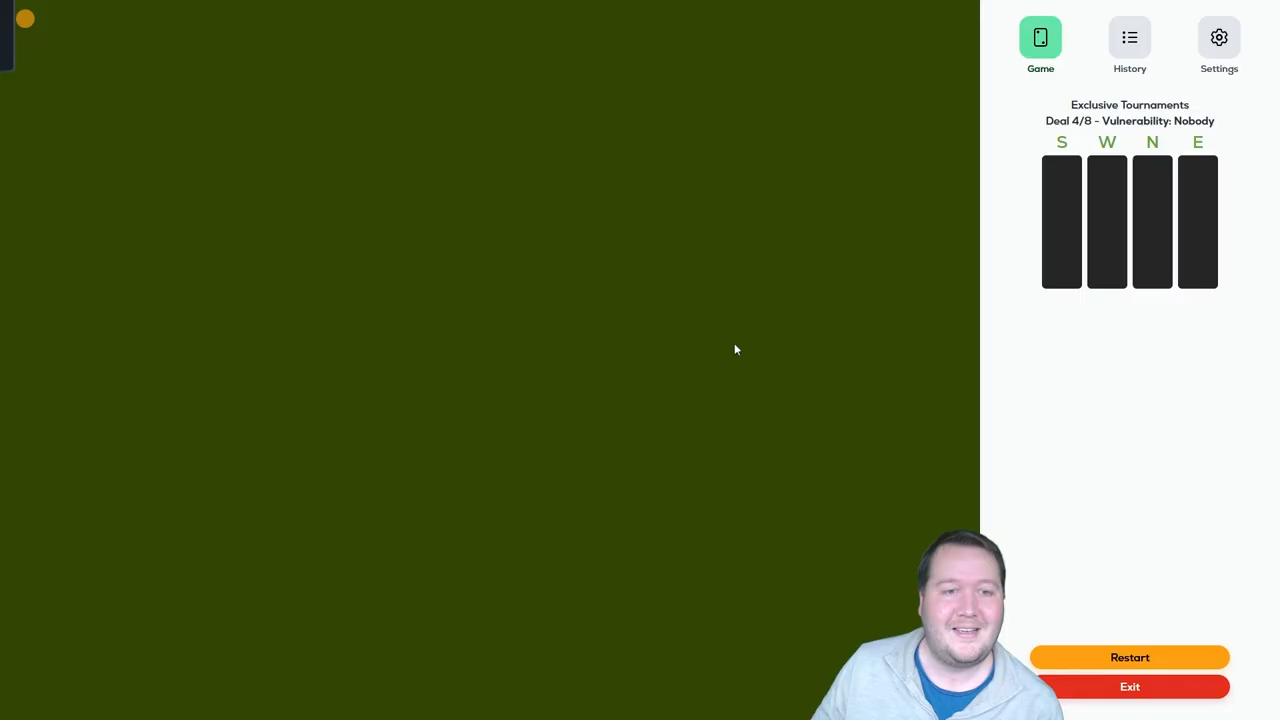 Game
History
Settings
Exclusive Tournaments
Deal 4/8 - Vulnerability: Nobody
S W N E
Restart
Exit